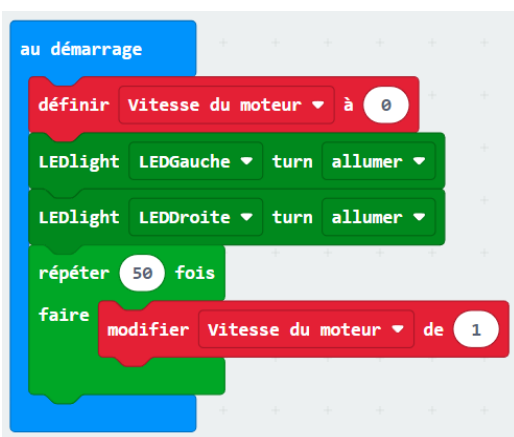 au démarrage
définir Vitesse du moteur à 0
LEDlight LEDGauche turn allumer
LEDlight LEDDroite turn allumer
répéter 50 fois
faire
modifier Vitesse du moteur de 1